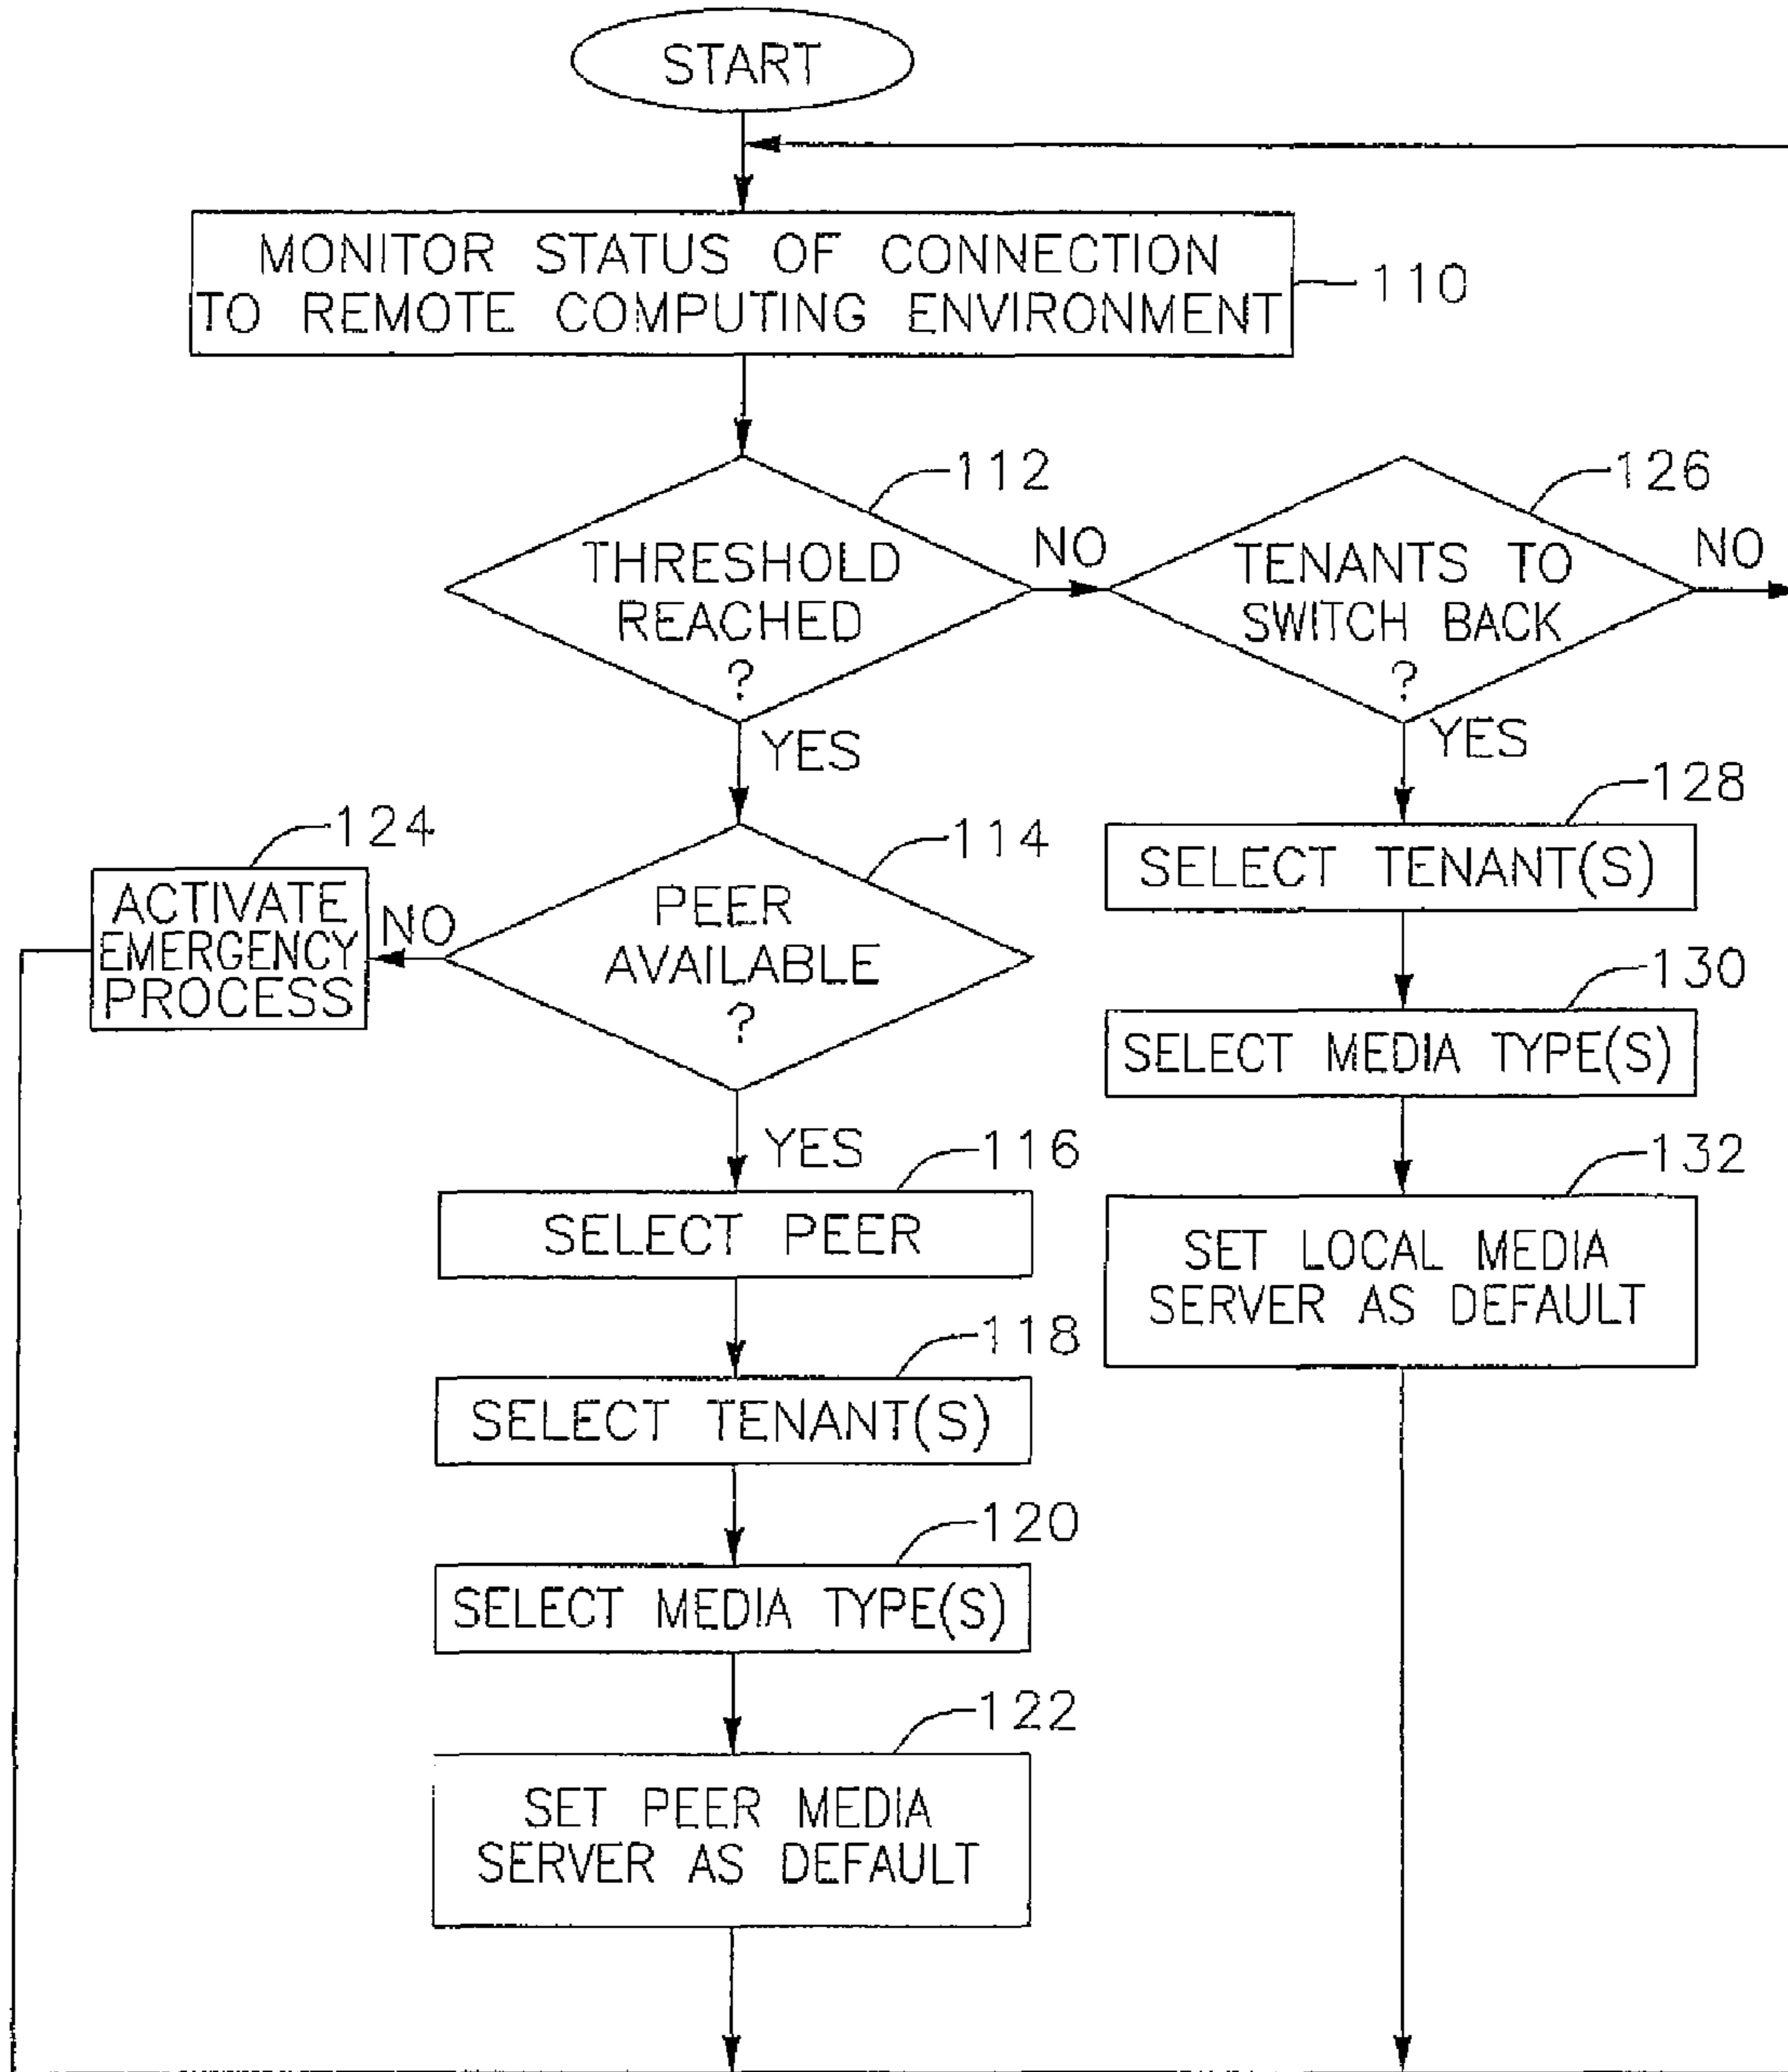 START
MONITOR STATUS OF CONNECTION
TO REMOTE COMPUTING ENVIRONMENT
110
112
THRESHOLD
REACHED
?
NO
126
TENANTS TO
SWITCH BACK
?
NO
YES
YES
128
SELECT TENANT(S)
124
ACTIVATE
EMERGENCY
PROCESS
NO
114
PEER
AVAILABLE
?
130
SELECT MEDIA TYPE(S)
YES
116
SELECT PEER
132
SET LOCAL MEDIA
SERVER AS DEFAULT
118
SELECT TENANT(S)
120
SELECT MEDIA TYPE(S)
122
SET PEER MEDIA
SERVER AS DEFAULT